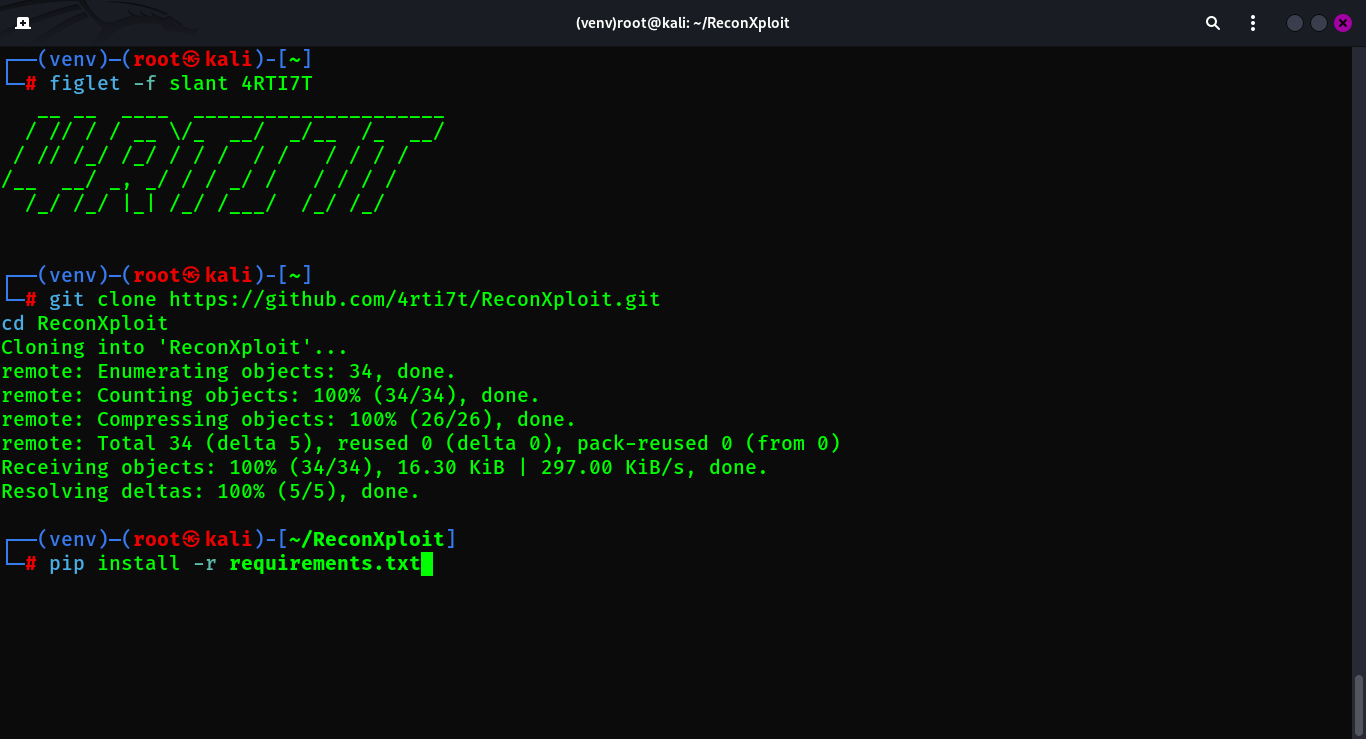 (venv)root@kali: ~/ReconXploit
┌──(venv)─(root㉿kali)-[~]
└─# figlet -f slant 4RTI7T
    __ __  ____  _____________________
  / // / / __ \/_  __/  _/__  /_  __/
 / // /_/ /_/ / / /  / /   / / / /
/__  __/ _, _/ / / _/ /   / / / /
  /_/ /_/ |_| /_/ /___/  /_/ /_/
┌──(venv)─(root㉿kali)-[~]
└─# git clone https://github.com/4rti7t/ReconXploit.git
cd ReconXploit
Cloning into 'ReconXploit'...
remote: Enumerating objects: 34, done.
remote: Counting objects: 100% (34/34), done.
remote: Compressing objects: 100% (26/26), done.
remote: Total 34 (delta 5), reused 0 (delta 0), pack-reused 0 (from 0)
Receiving objects: 100% (34/34), 16.30 KiB | 297.00 KiB/s, done.
Resolving deltas: 100% (5/5), done.
┌──(venv)─(root㉿kali)-[~/ReconXploit]
└─# pip install -r requirements.txt